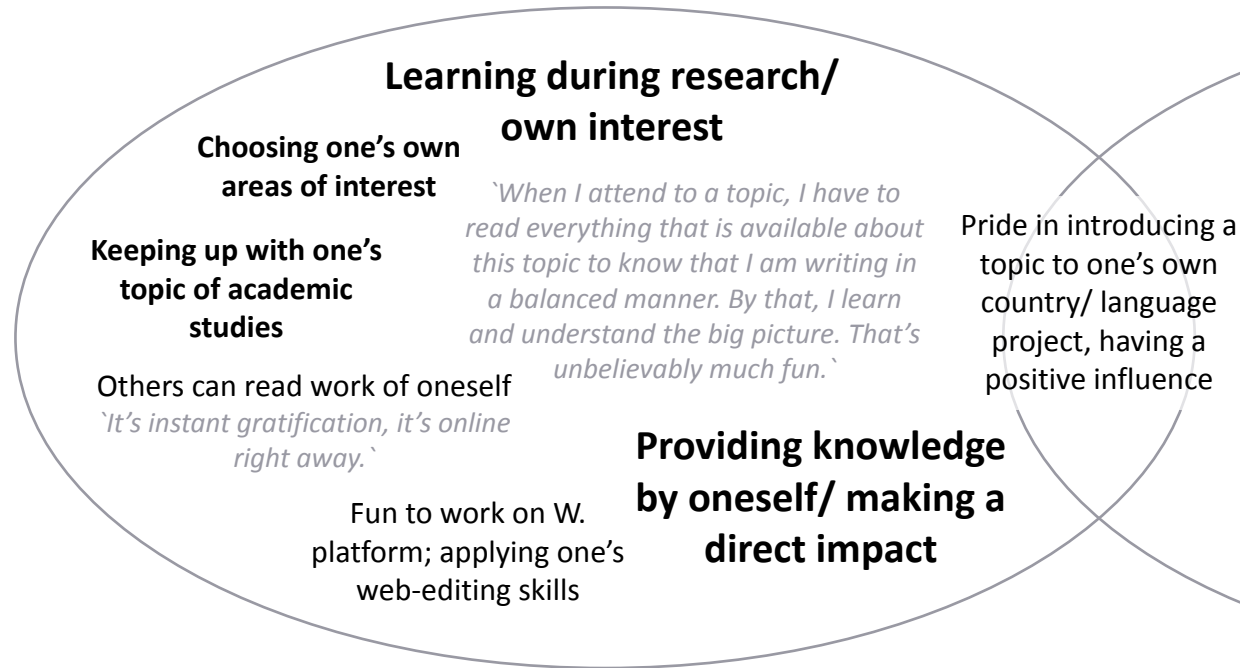 Learning during research/
own interest
Choosing one’s own
areas of interest
`When I attend to a topic, I have to
read everything that is available about
this topic to know that I am writing in
a balanced manner. By that, I learn
and understand the big picture. That’s
unbelievably much fun.`
Keeping up with one’s
topic of academic
studies
Others can read work of oneself
`It’s instant gratification, it’s online
right away.`
Providing knowledge
by oneself/ making a
direct impact
Fun to work on W.
platform; applying one’s
web-editing skills
Pride in introducing a
topic to one’s own
country/ language
project, having a
positive influence